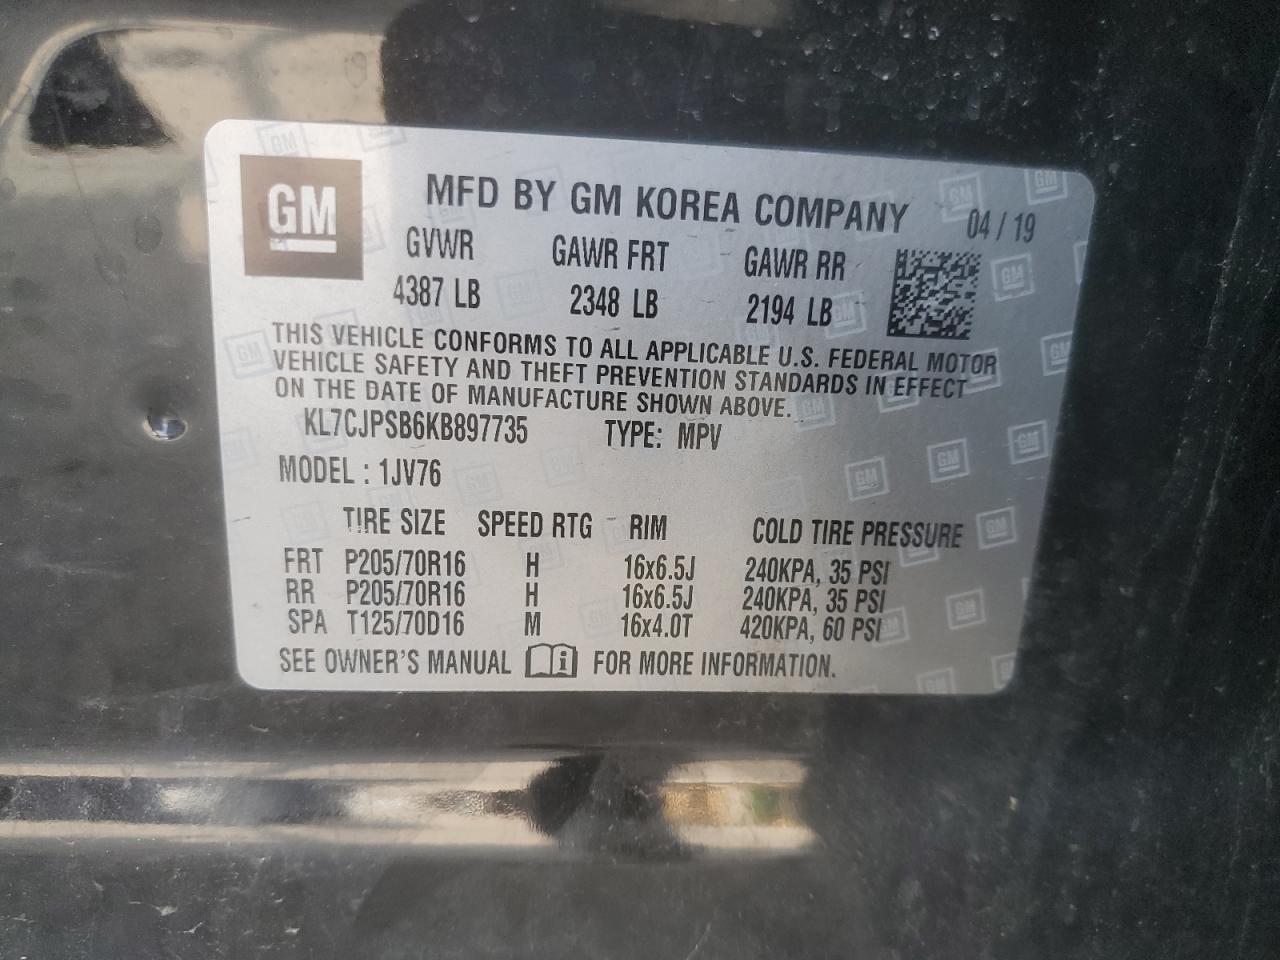 GM
MFD BY GM KOREA COMPANY 04 / 19
GVWR GAWR FRT GAWR RR
4387 LB 2348 LB 2194 LB
THIS VEHICLE CONFORMS TO ALL APPLICABLE U.S. FEDERAL MOTOR
VEHICLE SAFETY AND THEFT PREVENTION STANDARDS IN EFFECT
ON THE DATE OF MANUFACTURE SHOWN ABOVE.
KL7CJPSB6KB897735 TYPE: MPV
MODEL : 1JV76
TIRE SIZE SPEED RTG RIM COLD TIRE PRESSURE
FRT P205/70R16 H 16x6.5J 240KPA, 35 PSI
RR P205/70R16 H 16x6.5J 240KPA, 35 PSI
SPA T125/70D16 M 16x4.0T 420KPA, 60 PSI
SEE OWNER'S MANUAL FOR MORE INFORMATION.